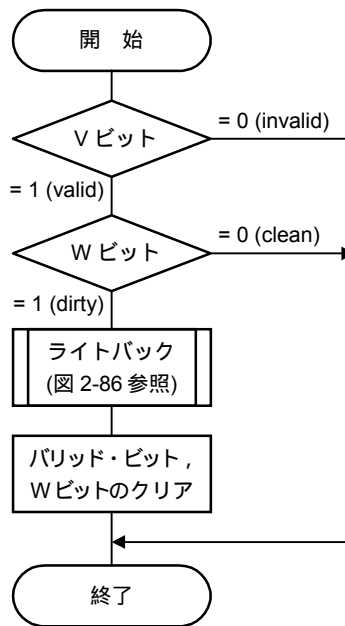 開 始
V ビット
= 0 (invalid)
= 1 (valid)
W ビット
= 0 (clean)
= 1 (dirty)
ライトバック
(図 2-86 参照)
バリッド・ビット,
W ビットのクリア
終了